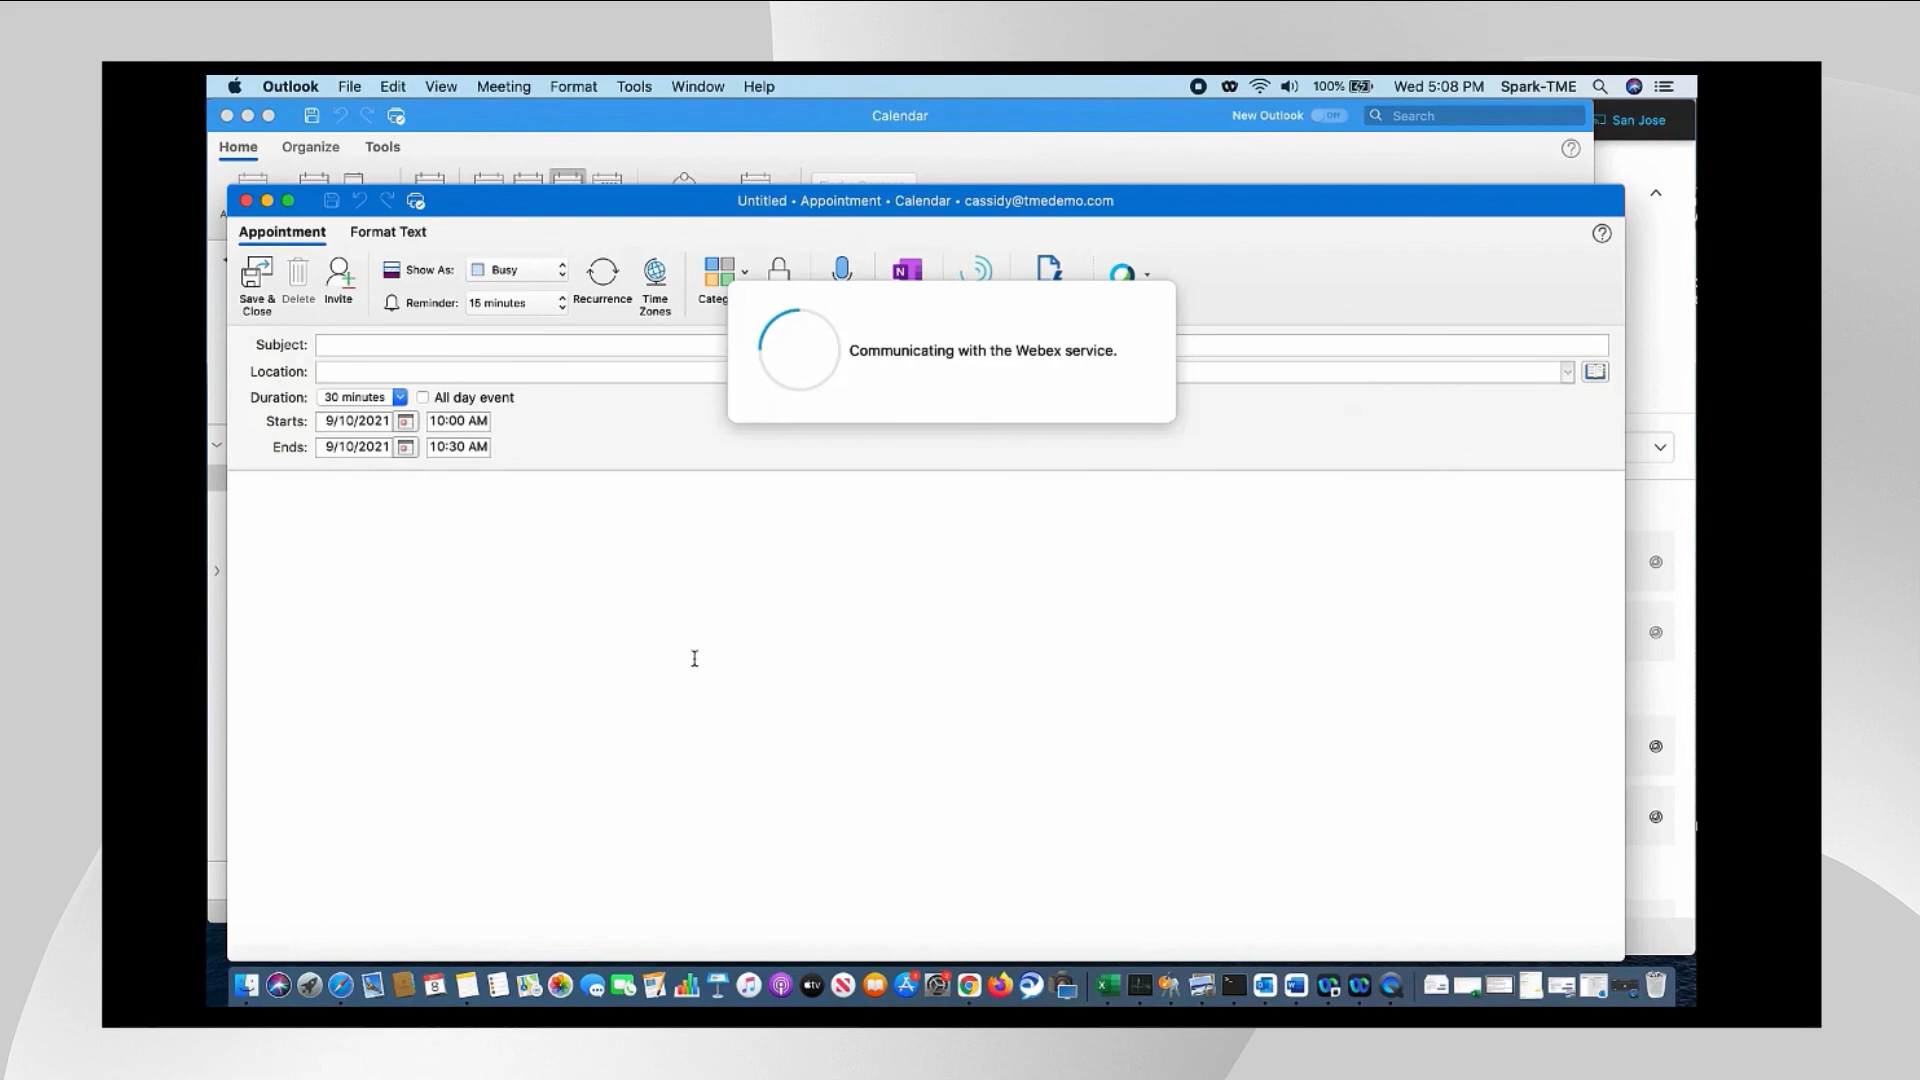 Outlook File Edit View Meeting Format Tools Window Help 100% Wed 5:08 PM Spark-TME
Calendar New Outlook Off Search San Jose
Home Organize Tools
Untitled • Appointment • Calendar • cassidy@tmedemo.com
Appointment Format Text
Show As: Busy
Save & Close Delete Invite Reminder: 15 minutes Recurrence Time Zones Categ
Communicating with the Webex service.
Subject:
Location:
Duration: 30 minutes All day event
Starts: 9/10/2021 10:00 AM
Ends: 9/10/2021 10:30 AM